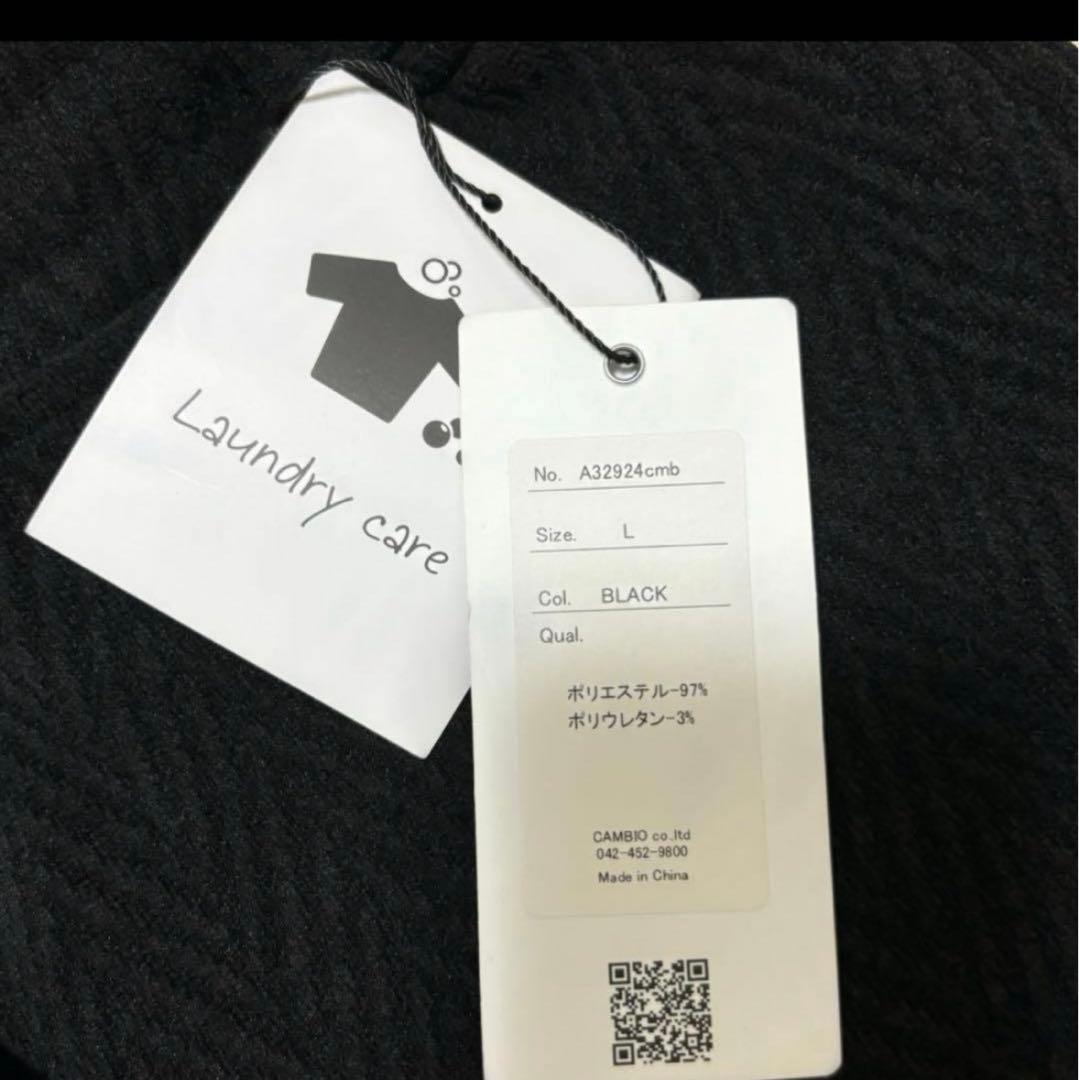 Laundry care
No. A32924cmb
Size. L
Col. BLACK
Qual.
ポリエステル-97%
ポリウレタン-3%
CAMBIO co.,ltd
042-452-9800
Made in China